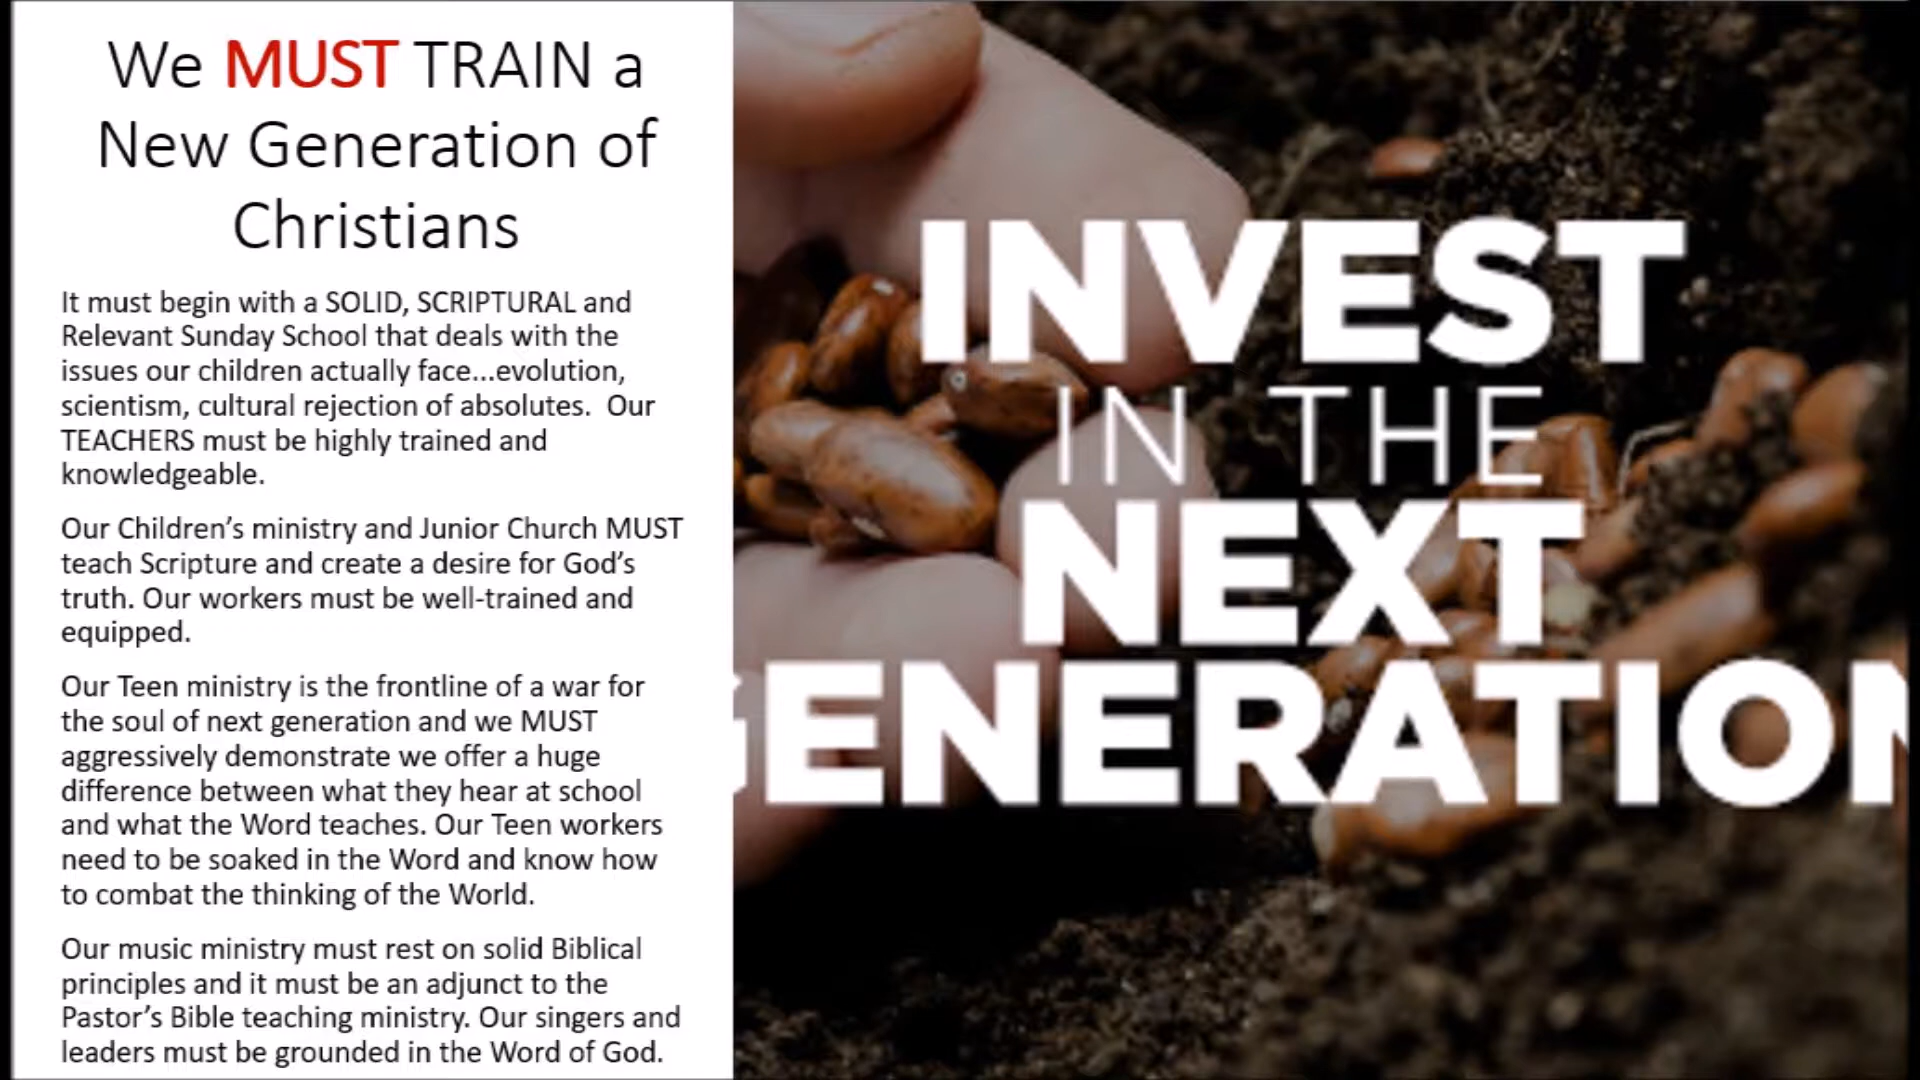 We MUST TRAIN a
New Generation of
Christians
It must begin with a SOLID, SCRIPTURAL and
Relevant Sunday School that deals with the
issues our children actually face...evolution,
scientism, cultural rejection of absolutes.  Our
TEACHERS must be highly trained and
knowledgeable.
Our Children's ministry and Junior Church MUST
teach Scripture and create a desire for God's
truth. Our workers must be well-trained and
equipped.
Our Teen ministry is the frontline of a war for
the soul of next generation and we MUST
aggressively demonstrate we offer a huge
difference between what they hear at school
and what the Word teaches. Our Teen workers
need to be soaked in the Word and know how
to combat the thinking of the World.
Our music ministry must rest on solid Biblical
principles and it must be an adjunct to the
Pastor's Bible teaching ministry. Our singers and
leaders must be grounded in the Word of God.
INVEST
IN THE
NEXT
GENERATION